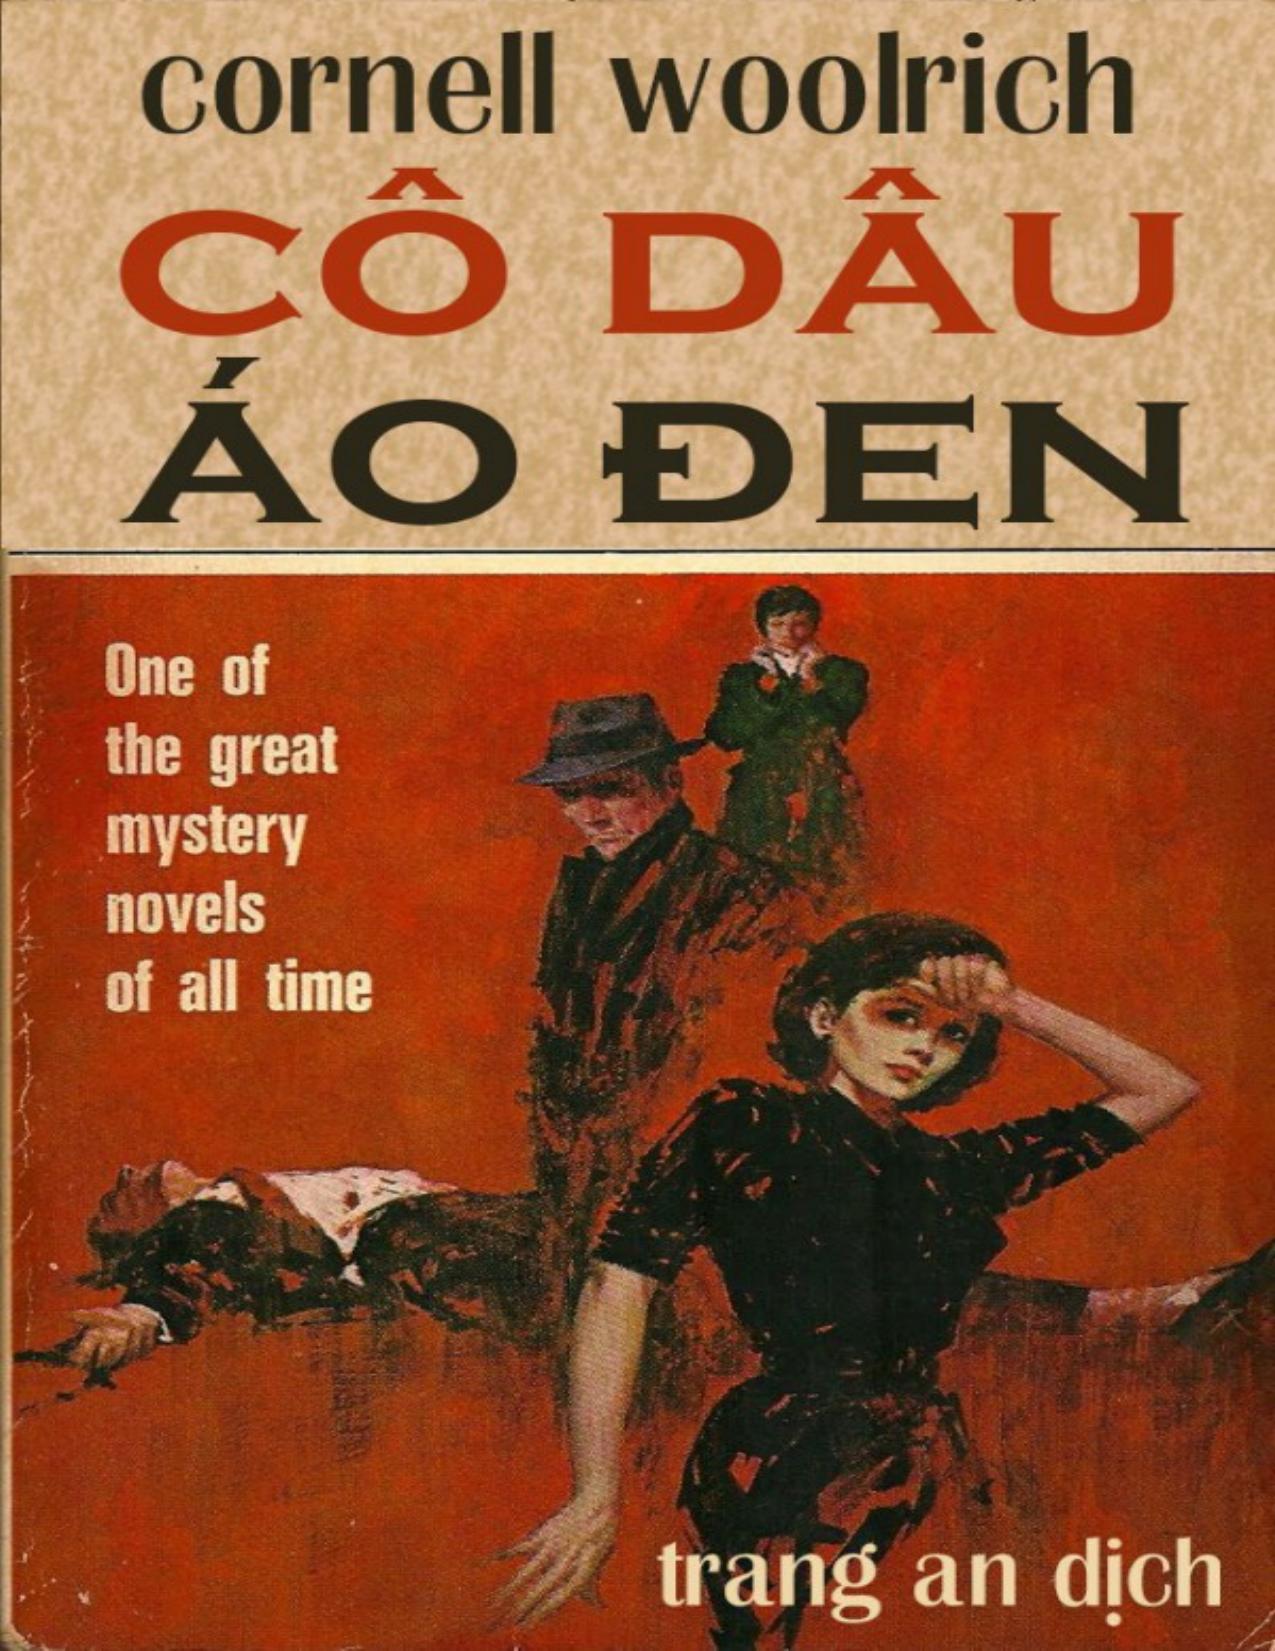 cornell woolrich
CÔ DÂU
ÁO ĐEN
One of
the great
mystery
novels
of all time
trang an dịch